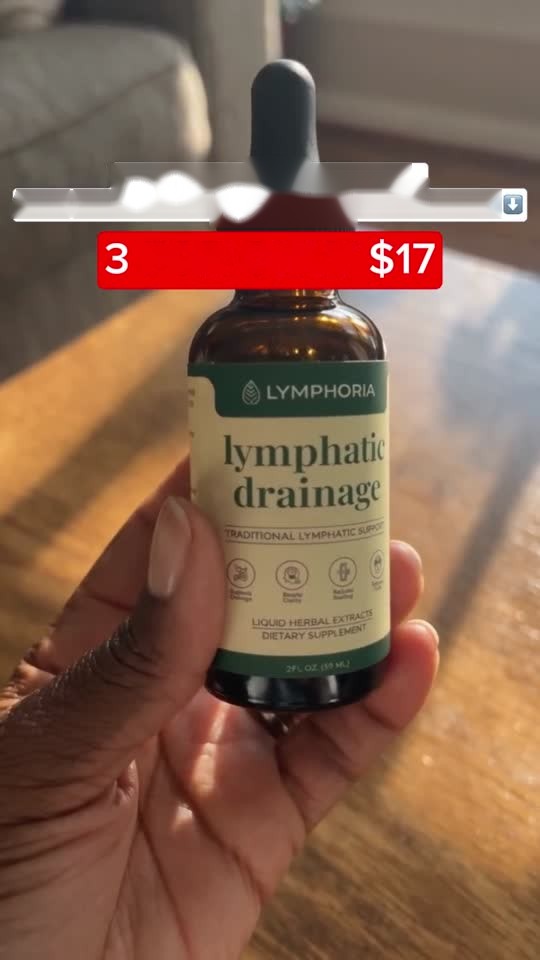 3 $17
LYMPHORIA
lymphatic
drainage
TRADITIONAL LYMPHATIC SUPPORT
LIQUID HERBAL EXTRACTS
DIETARY SUPPLEMENT
2FL OZ. (59 ML)